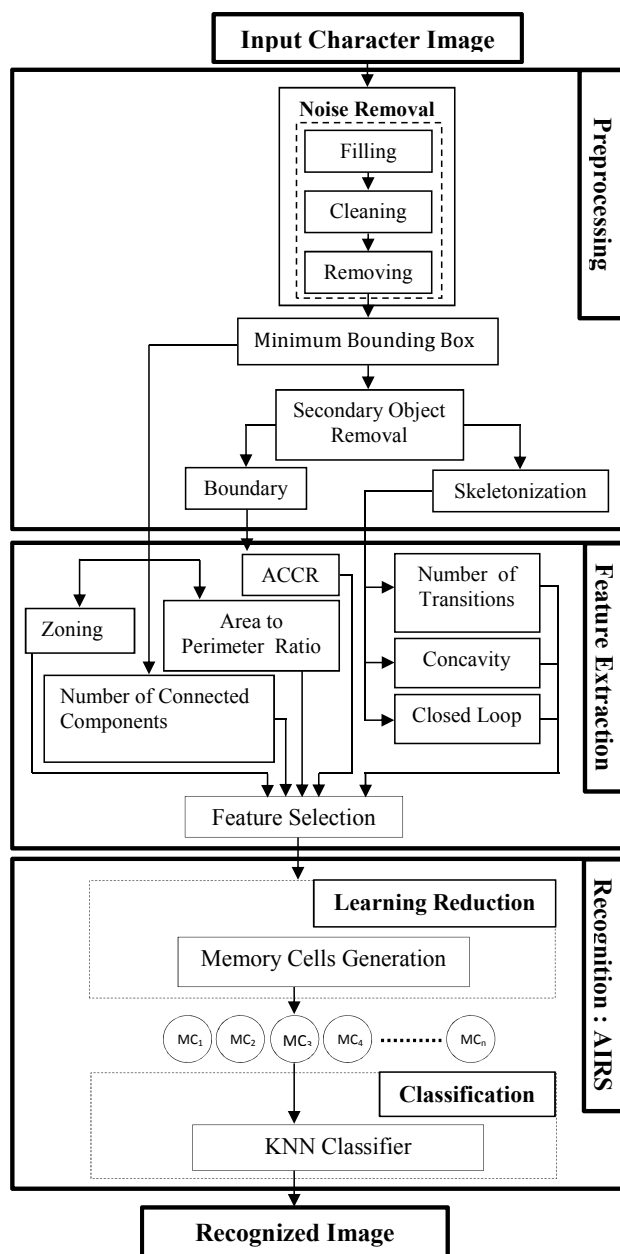 Input Character Image
Preprocessing
Noise Removal
Filling
Cleaning
Removing
Minimum Bounding Box
Secondary Object
Removal
Boundary
Skeletonization
Feature Extraction
ACCR
Number of
Transitions
Zoning
Area to
Perimeter Ratio
Concavity
Number of Connected
Components
Closed Loop
Feature Selection
Recognition : AIRS
Learning Reduction
Memory Cells Generation
MC1 MC2 MC3 MC4 .......... MCn
Classification
KNN Classifier
Recognized Image